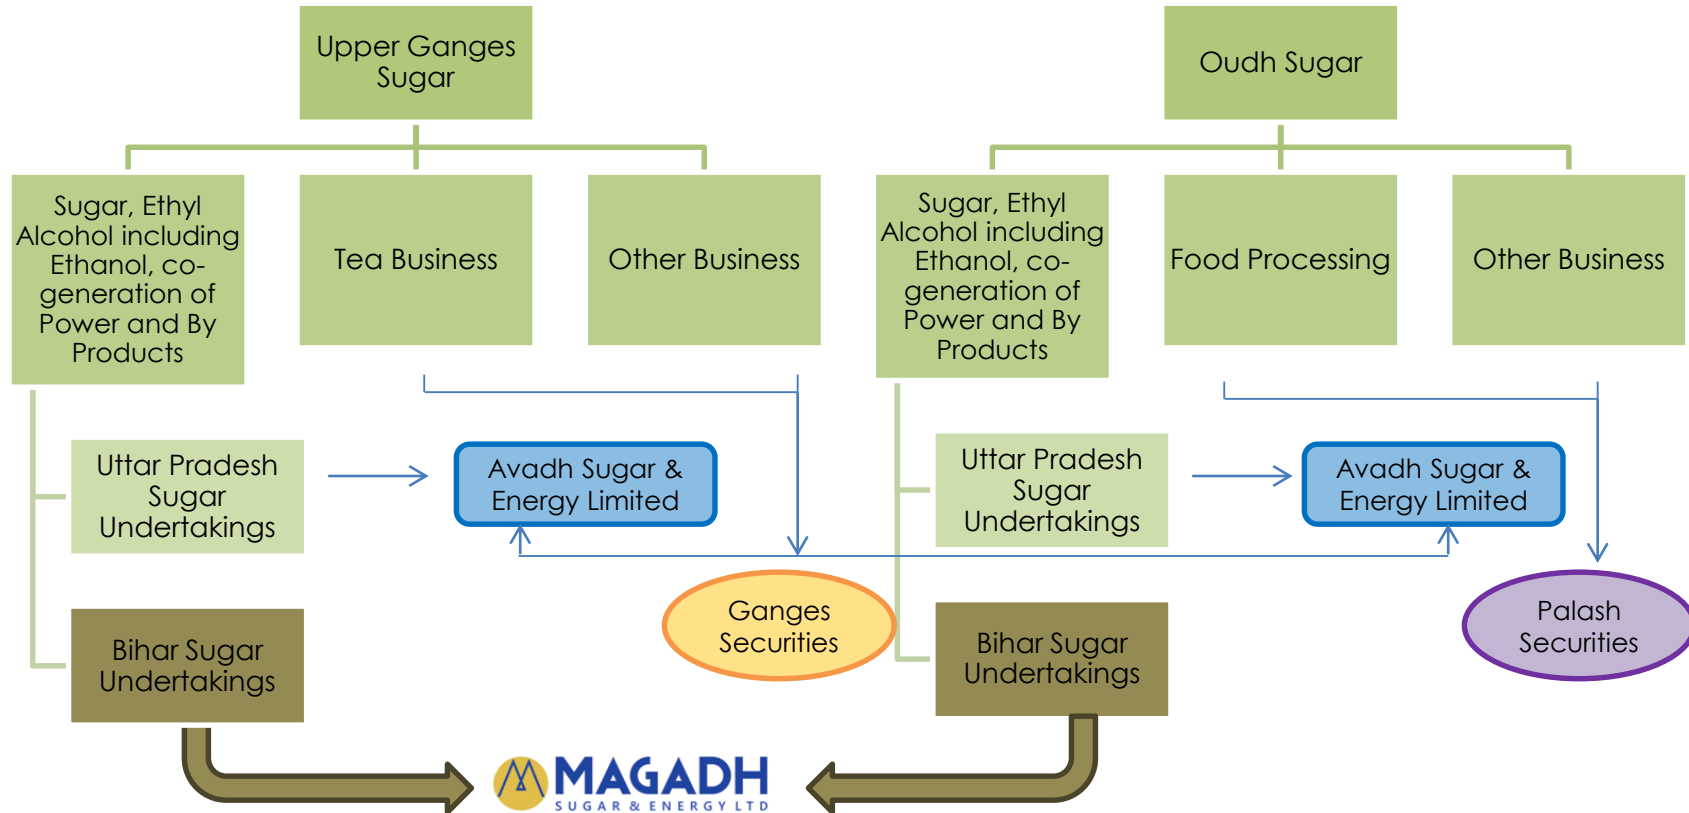 Upper Ganges
Sugar
Oudh Sugar
Sugar, Ethyl
Alcohol including
Ethanol, co-
generation of
Power and By
Products
Tea Business
Other Business
Sugar, Ethyl
Alcohol including
Ethanol, co-
generation of
Power and By
Products
Food Processing
Other Business
Uttar Pradesh
Sugar
Undertakings
Avadh Sugar &
Energy Limited
Uttar Pradesh
Sugar
Undertakings
Avadh Sugar &
Energy Limited
Bihar Sugar
Undertakings
Ganges
Securities
Bihar Sugar
Undertakings
Palash
Securities
MAGADH
SUGAR & ENERGY LTD